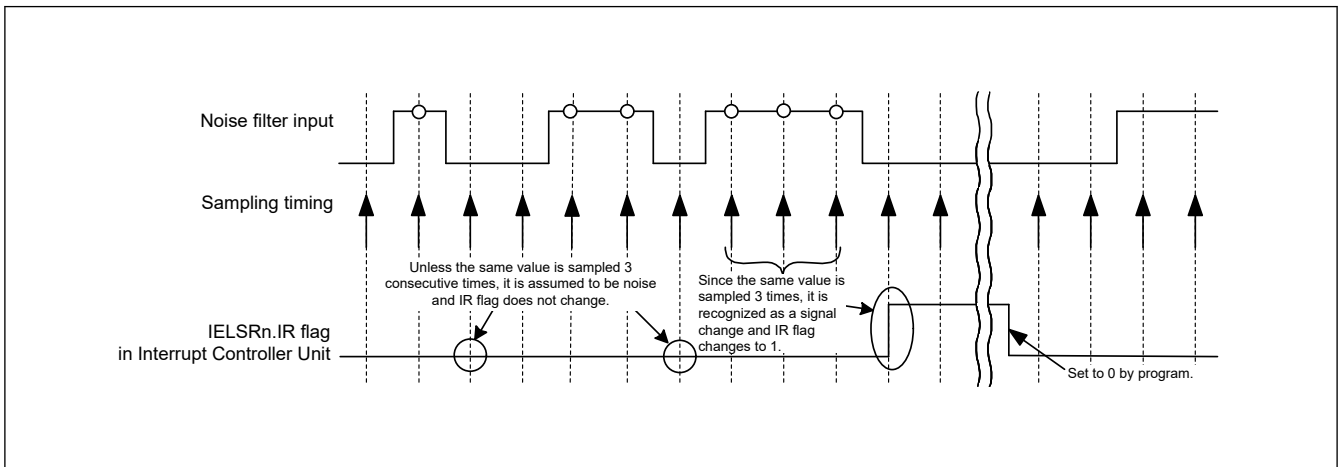 Noise filter input
Sampling timing
Unless the same value is sampled 3
consecutive times, it is assumed to be noise
and IR flag does not change.
Since the same value is
sampled 3 times, it is
recognized as a signal
change and IR flag
changes to 1.
IELSRn.IR flag
in Interrupt Controller Unit
Set to 0 by program.